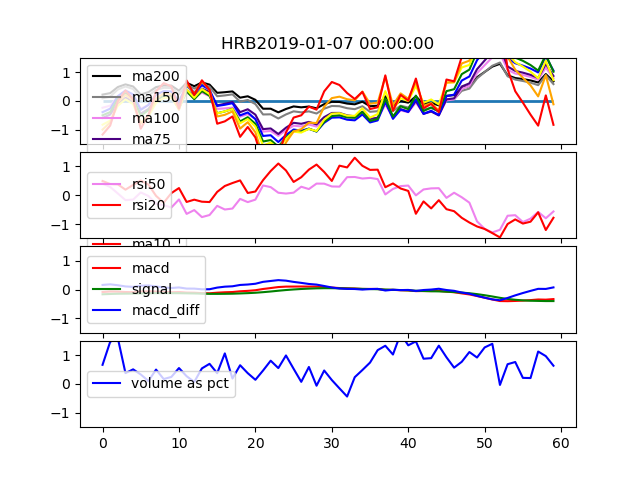 HRB2019-01-07 00:00:00
1
0
−1
ma200
ma150
ma100
ma75
1
0
−1
rsi50
rsi20
ma10
1
0
−1
macd
signal
macd_diff
1
0
−1
volume as pct
0 10 20 30 40 50 60